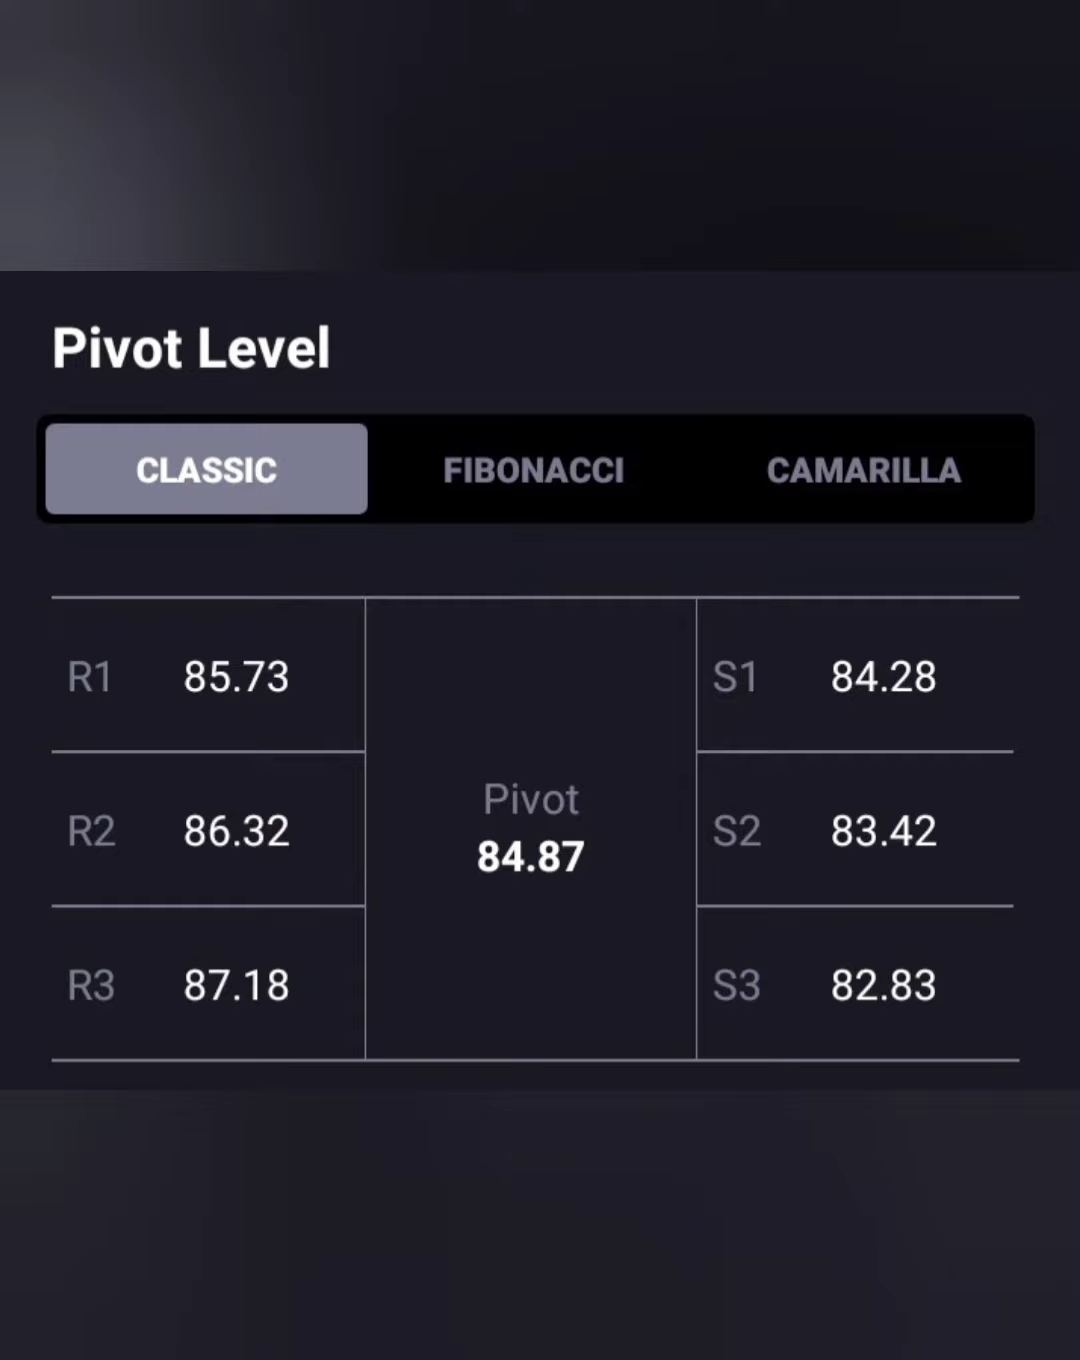 Pivot Level
CLASSIC FIBONACCI CAMARILLA
R1 85.73 S1 84.28
Pivot
R2 86.32 S2 83.42
84.87
R3 87.18 S3 82.83